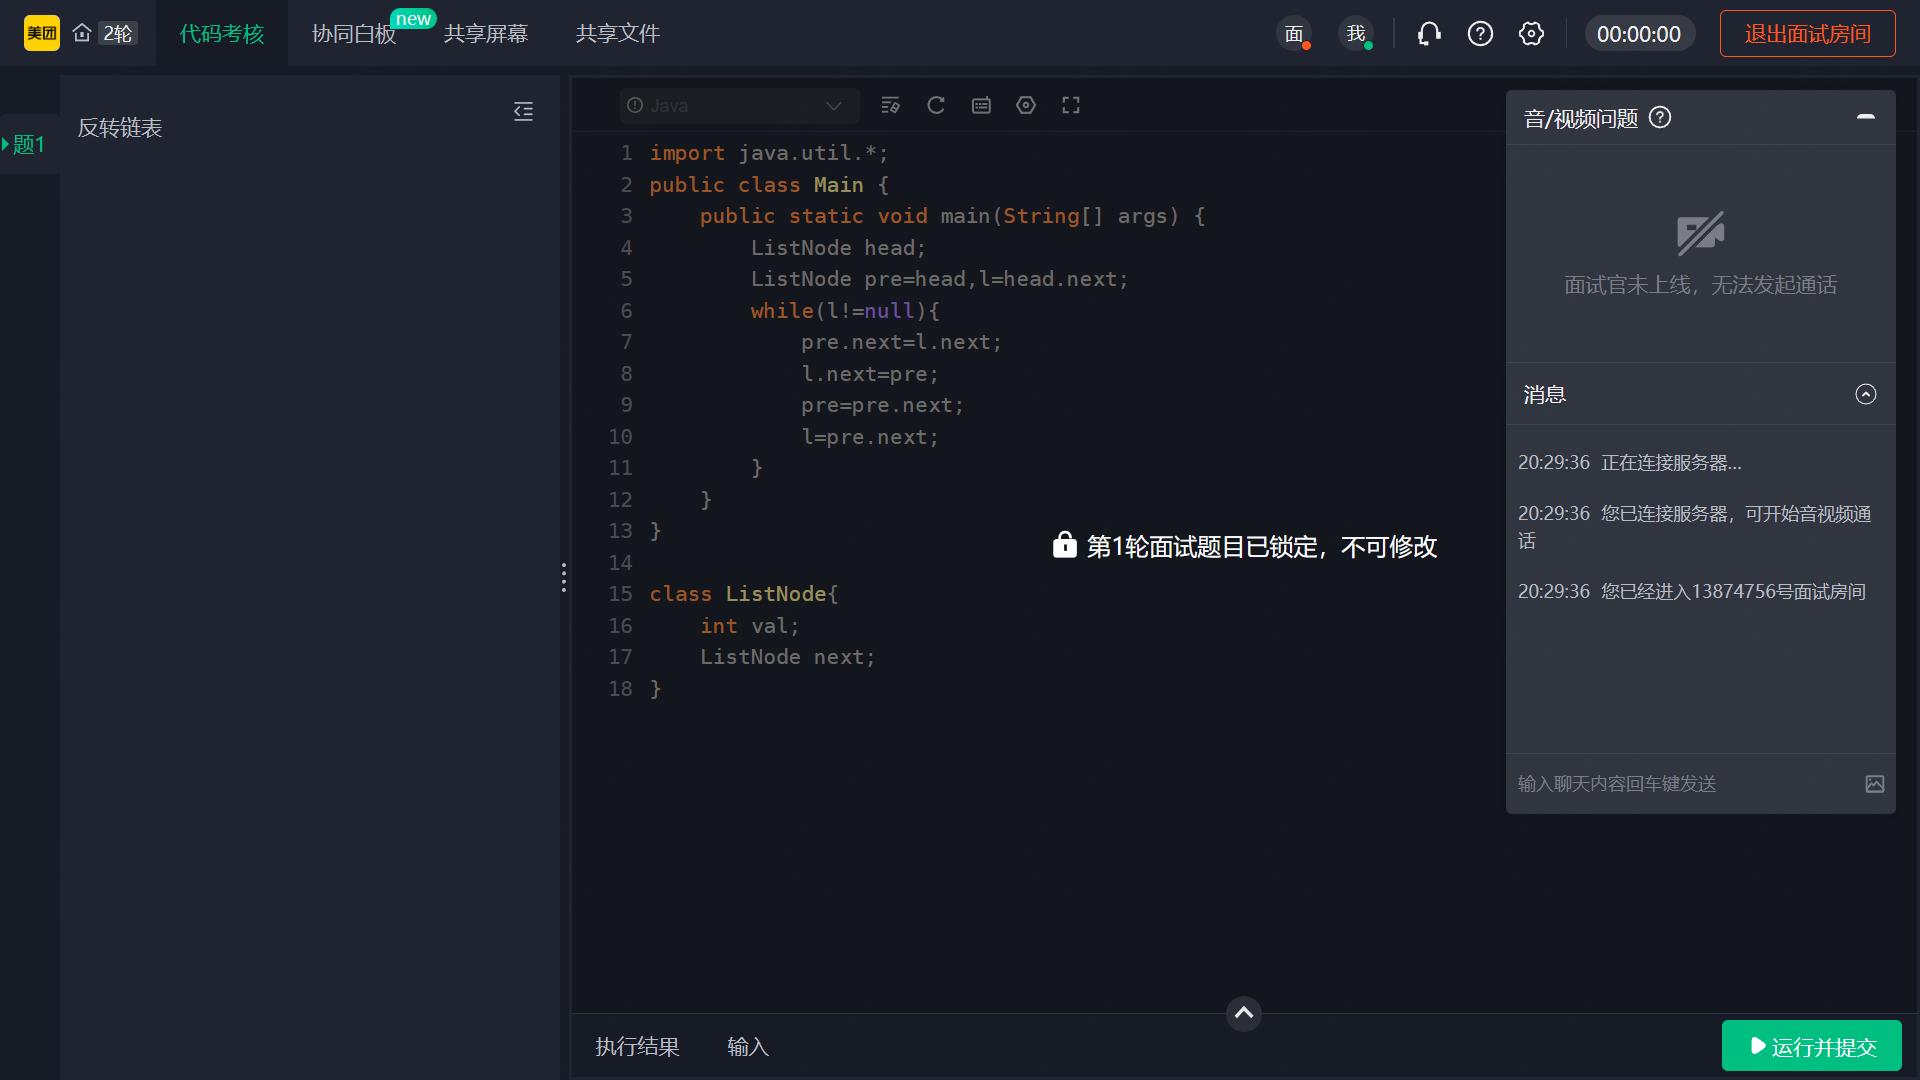 美团
2轮
代码考核
协同白板
new
共享屏幕
共享文件
面
我
00:00:00
退出面试房间
题1
反转链表
Java
1 import java.util.*;
2 public class Main {
3     public static void main(String[] args) {
4         ListNode head;
5         ListNode pre=head,l=head.next;
6         while(l!=null){
7             pre.next=l.next;
8             l.next=pre;
9             pre=pre.next;
10             l=pre.next;
11         }
12     }
13 }
14
15 class ListNode{
16     int val;
17     ListNode next;
18 }
第1轮面试题目已锁定，不可修改
音/视频问题
面试官未上线，无法发起通话
消息
20:29:36 正在连接服务器...
20:29:36 您已连接服务器，可开始音视频通
话
20:29:36 您已经进入13874756号面试房间
输入聊天内容回车键发送
执行结果
输入
运行并提交